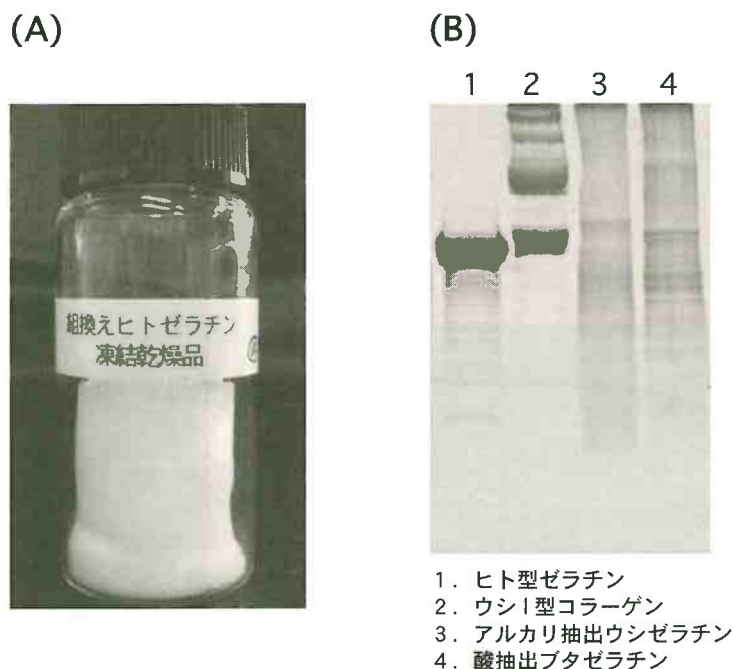 (A)
(B)
1 2 3 4
組換えヒトゼラチン
凍結乾燥品
1. ヒト型ゼラチン
2. ウシI型コラーゲン
3. アルカリ抽出ウシゼラチン
4. 酸抽出ブタゼラチン